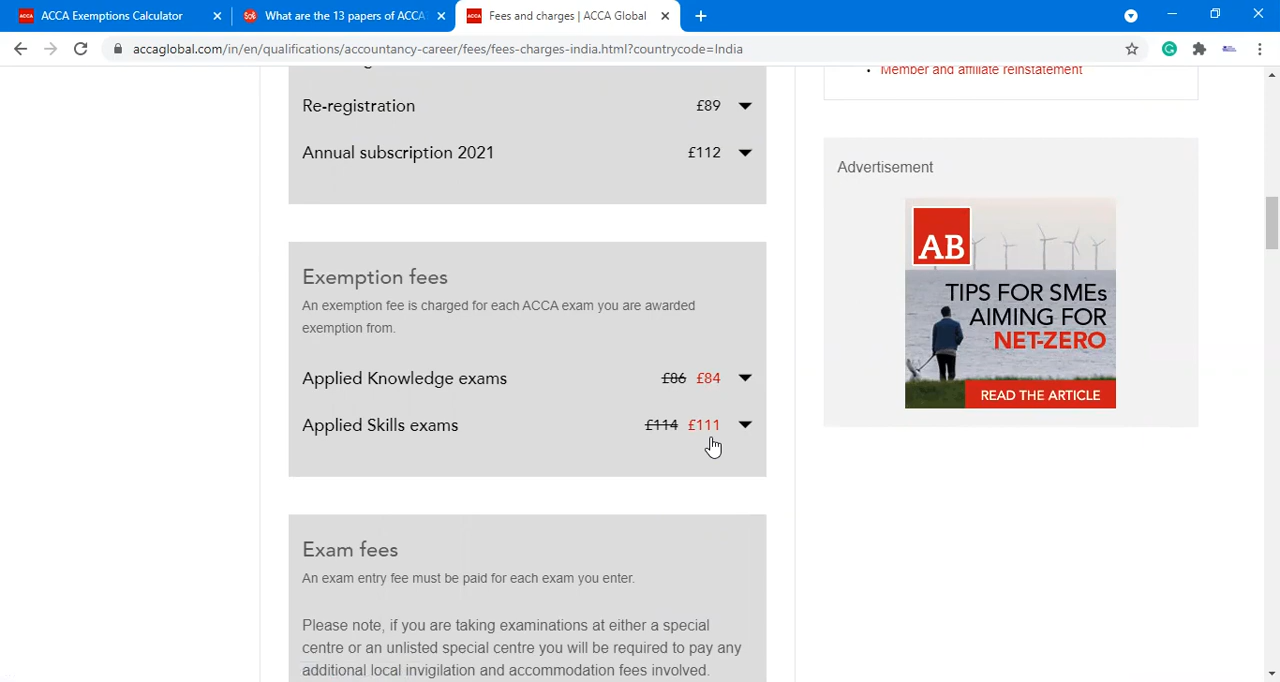 ACCA Exemptions Calculator
What are the 13 papers of ACCA
Fees and charges | ACCA Global
accaglobal.com/in/en/qualifications/accountancy-career/fees/fees-charges-india.html?countrycode=India
Re-registration £89
Annual subscription 2021 £112
Exemption fees
An exemption fee is charged for each ACCA exam you are awarded
exemption from.
Applied Knowledge exams £86 £84
Applied Skills exams £114 £111
Exam fees
An exam entry fee must be paid for each exam you enter.
Please note, if you are taking examinations at either a special
centre or an unlisted special centre you will be required to pay any
additional local invigilation and accommodation fees involved.
Member and affiliate reinstatement
Advertisement
AB
TIPS FOR SMEs
AIMING FOR
NET-ZERO
READ THE ARTICLE